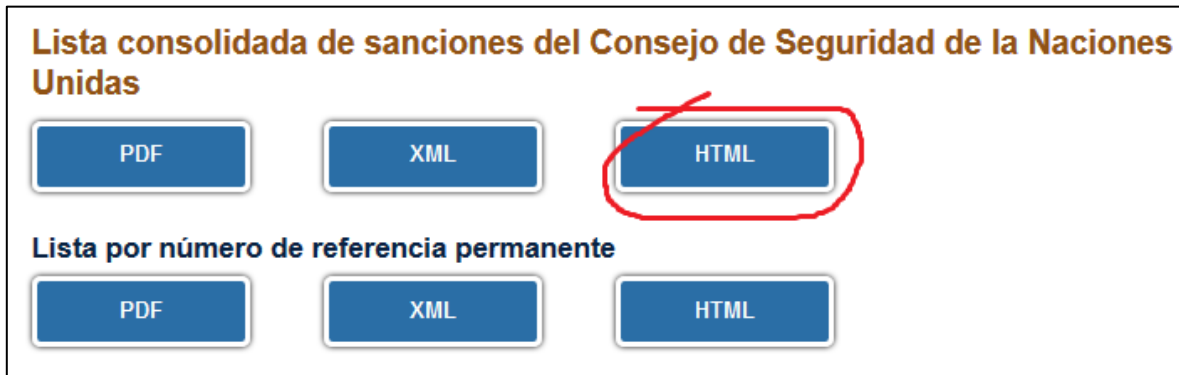 Lista consolidada de sanciones del Consejo de Seguridad de la Naciones
Unidas
PDF XML HTML
Lista por número de referencia permanente
PDF XML HTML